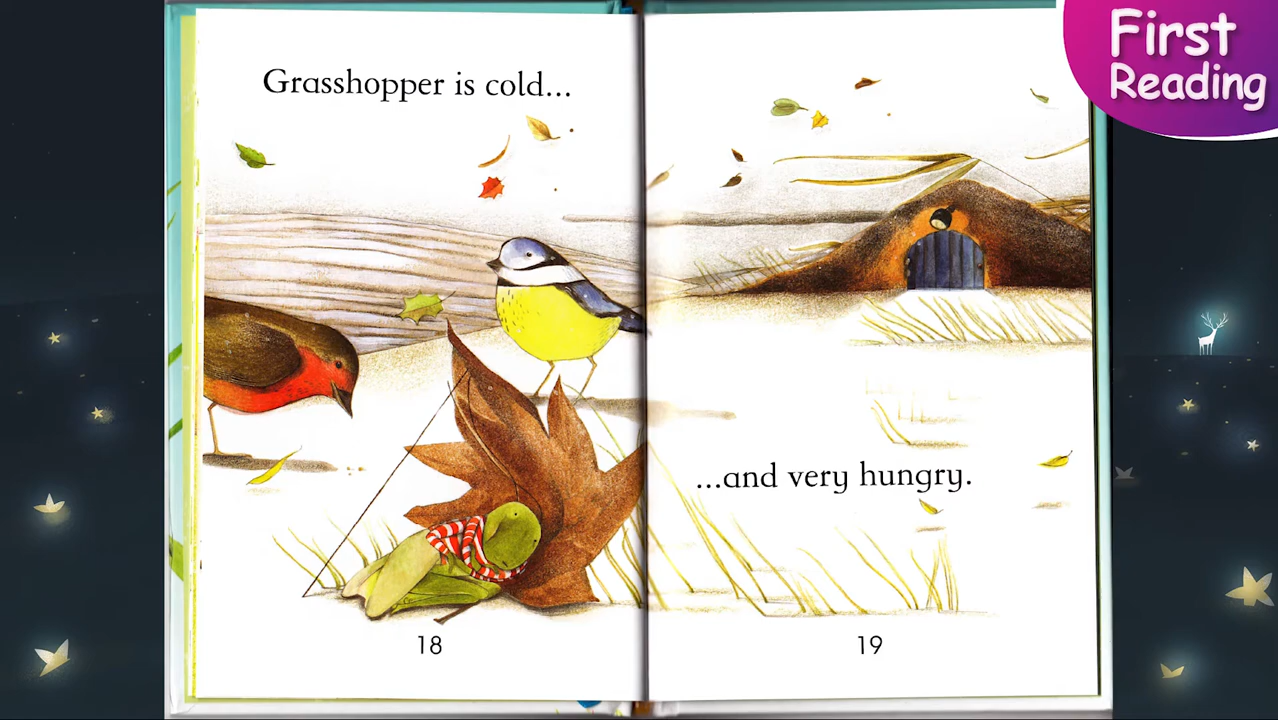 Grasshopper is cold...
...and very hungry.
18
19
First
Reading